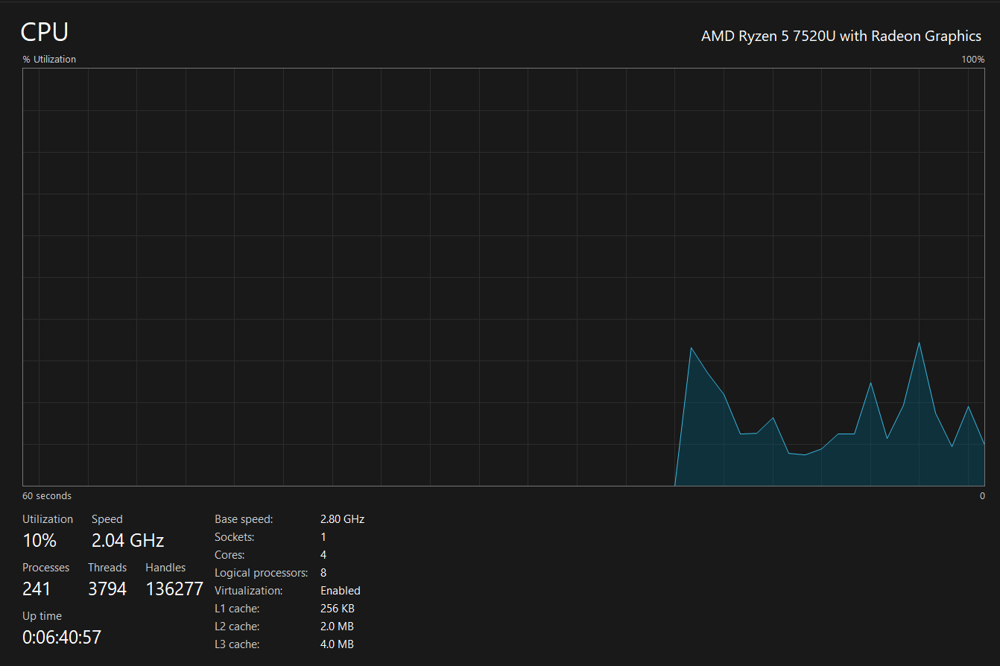 CPU
AMD Ryzen 5 7520U with Radeon Graphics
% Utilization
100%
60 seconds
0
Utilization
Speed
10%
2.04 GHz
Processes
Threads
Handles
241
3794
136277
Up time
0:06:40:57
Base speed:
2.80 GHz
Sockets:
1
Cores:
4
Logical processors:
8
Virtualization:
Enabled
L1 cache:
256 KB
L2 cache:
2.0 MB
L3 cache:
4.0 MB